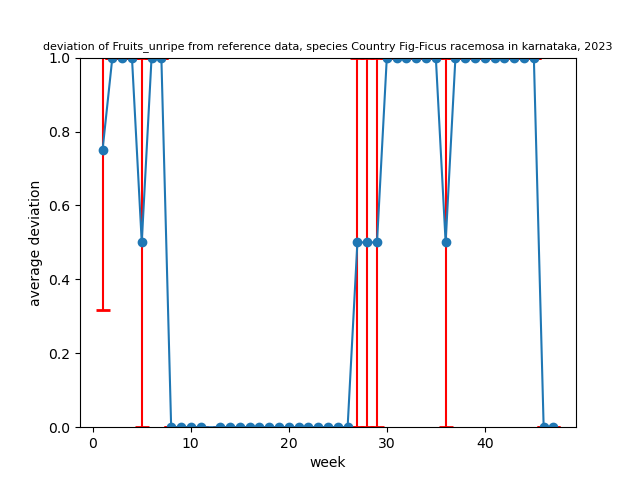 deviation of Fruits_unripe from reference data, species Country Fig-Ficus racemosa in karnataka, 2023
1.0
0.8
0.6
0.4
0.2
0.0
average deviation
0 10 20 30 40
week